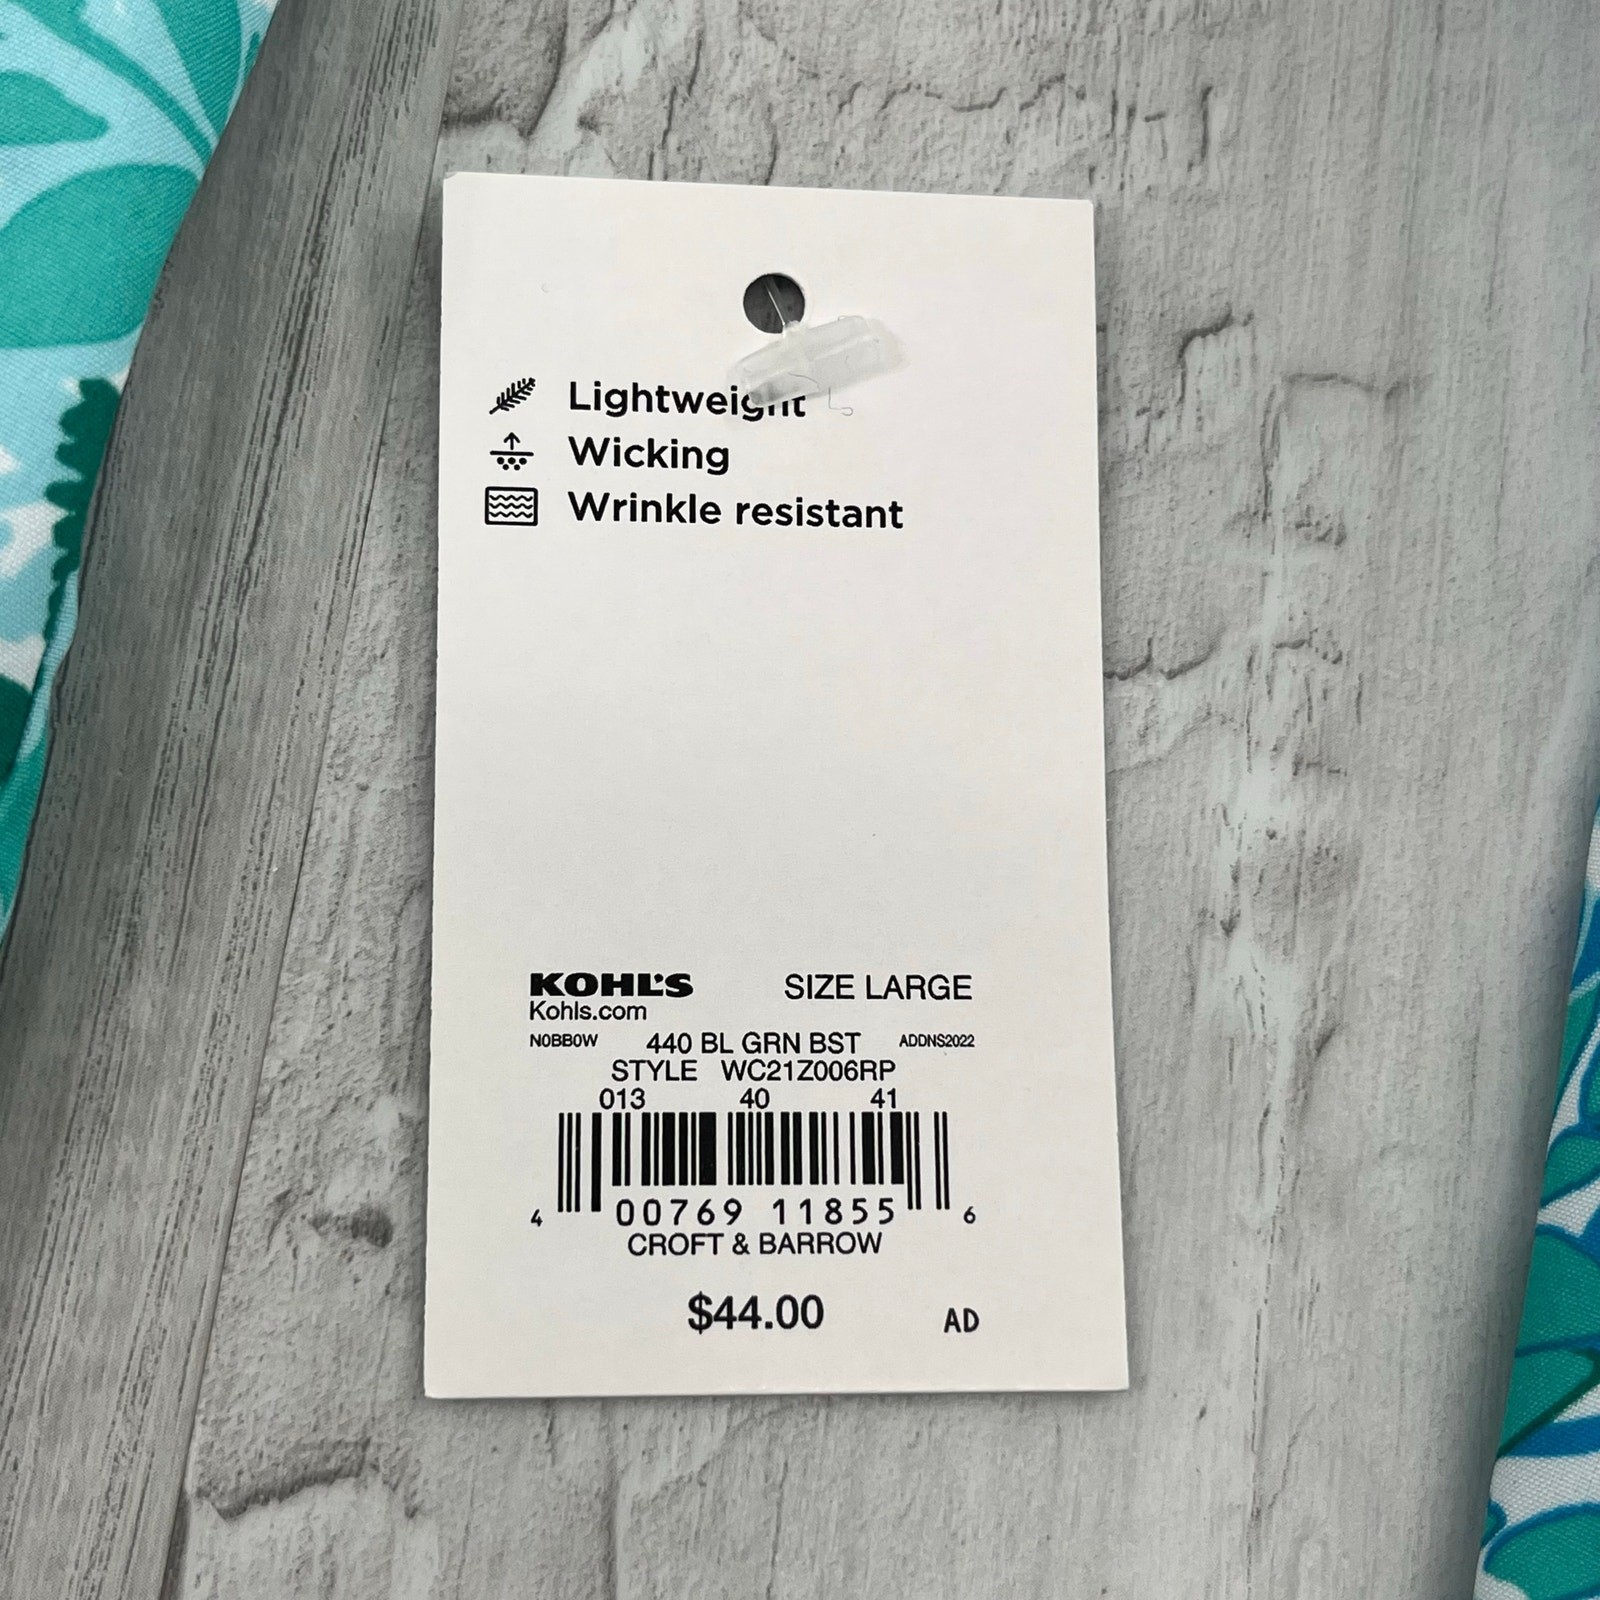 Lightweight
Wicking
Wrinkle resistant
KOHL'S SIZE LARGE
Kohls.com
N0BB0W 440 BL GRN BST ADDNS2022
STYLE WC21Z006RP
013 40 41
4 00769 11855 6
CROFT & BARROW
$44.00 AD